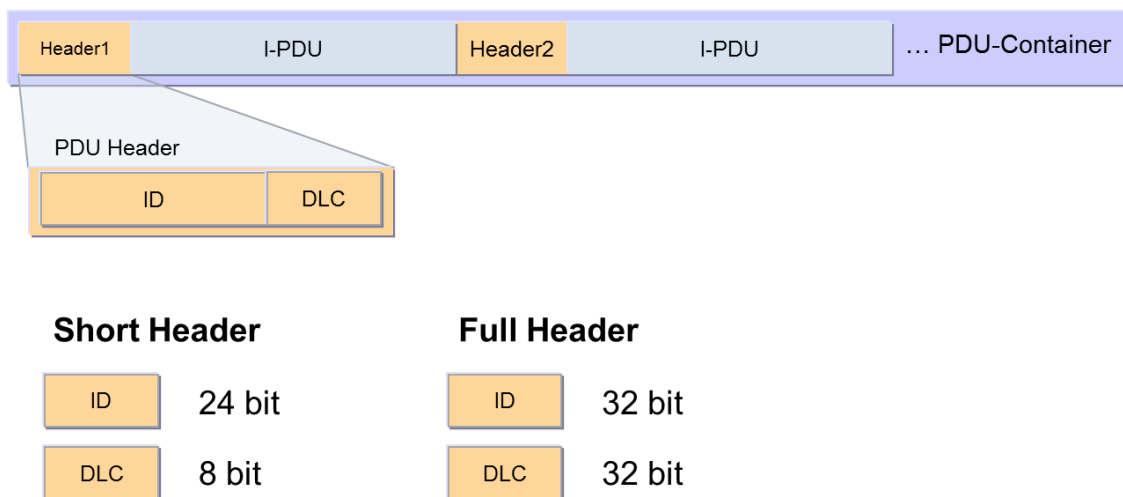 Header1 I-PDU Header2 I-PDU … PDU-Container
PDU Header
ID DLC
Short Header Full Header
ID 24 bit ID 32 bit
DLC 8 bit DLC 32 bit